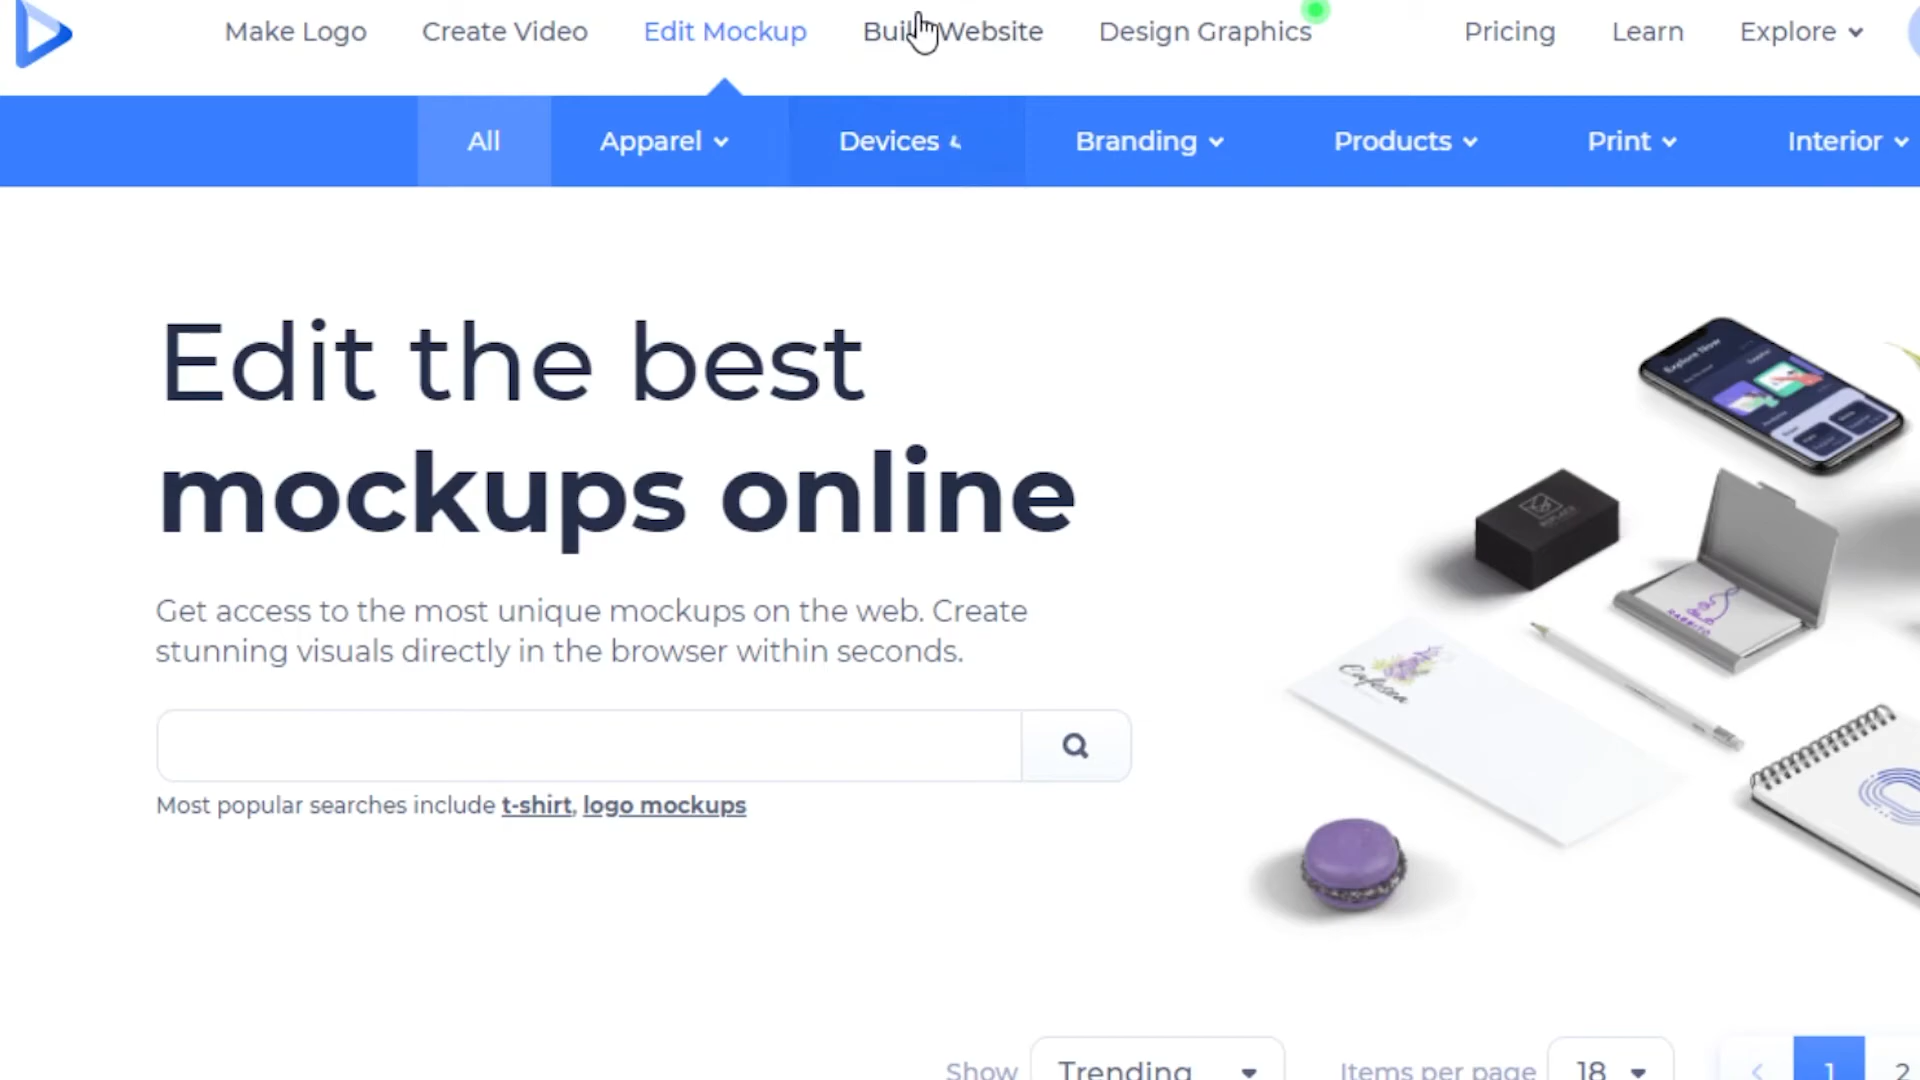 Make Logo Create Video Edit Mockup Build Website Design Graphics Pricing Learn Explore
All Apparel Devices Branding Products Print Interior
Edit the best
mockups online
Get access to the most unique mockups on the web. Create
stunning visuals directly in the browser within seconds.
Most popular searches include t-shirt, logo mockups
Explore Now
Cafesea
Show Trending Items per page 18 < 1 2